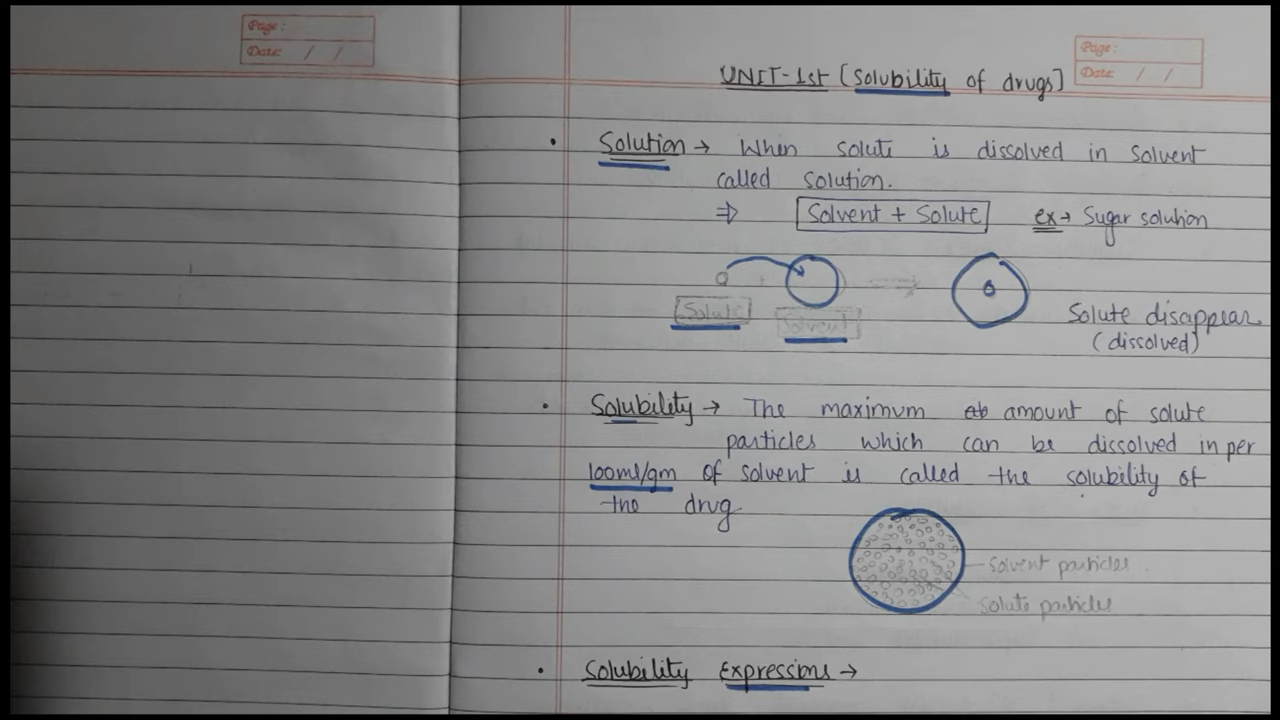 Page:
Date: / /
Page:
Date: / /
UNIT-1st [Solubility of drugs]
• Solution → When solute is dissolved in solvent
called solution.
⇒ Solvent + Solute ex → Sugar solution
+
Solute
Solvent
Solute disappear
(dissolved)
• Solubility → The maximum amount of solute
particles which can be dissolved in per
100ml/gm of solvent is called the solubility of
the drug
Solvent particles
Solute particles
• Solubility Expressions →